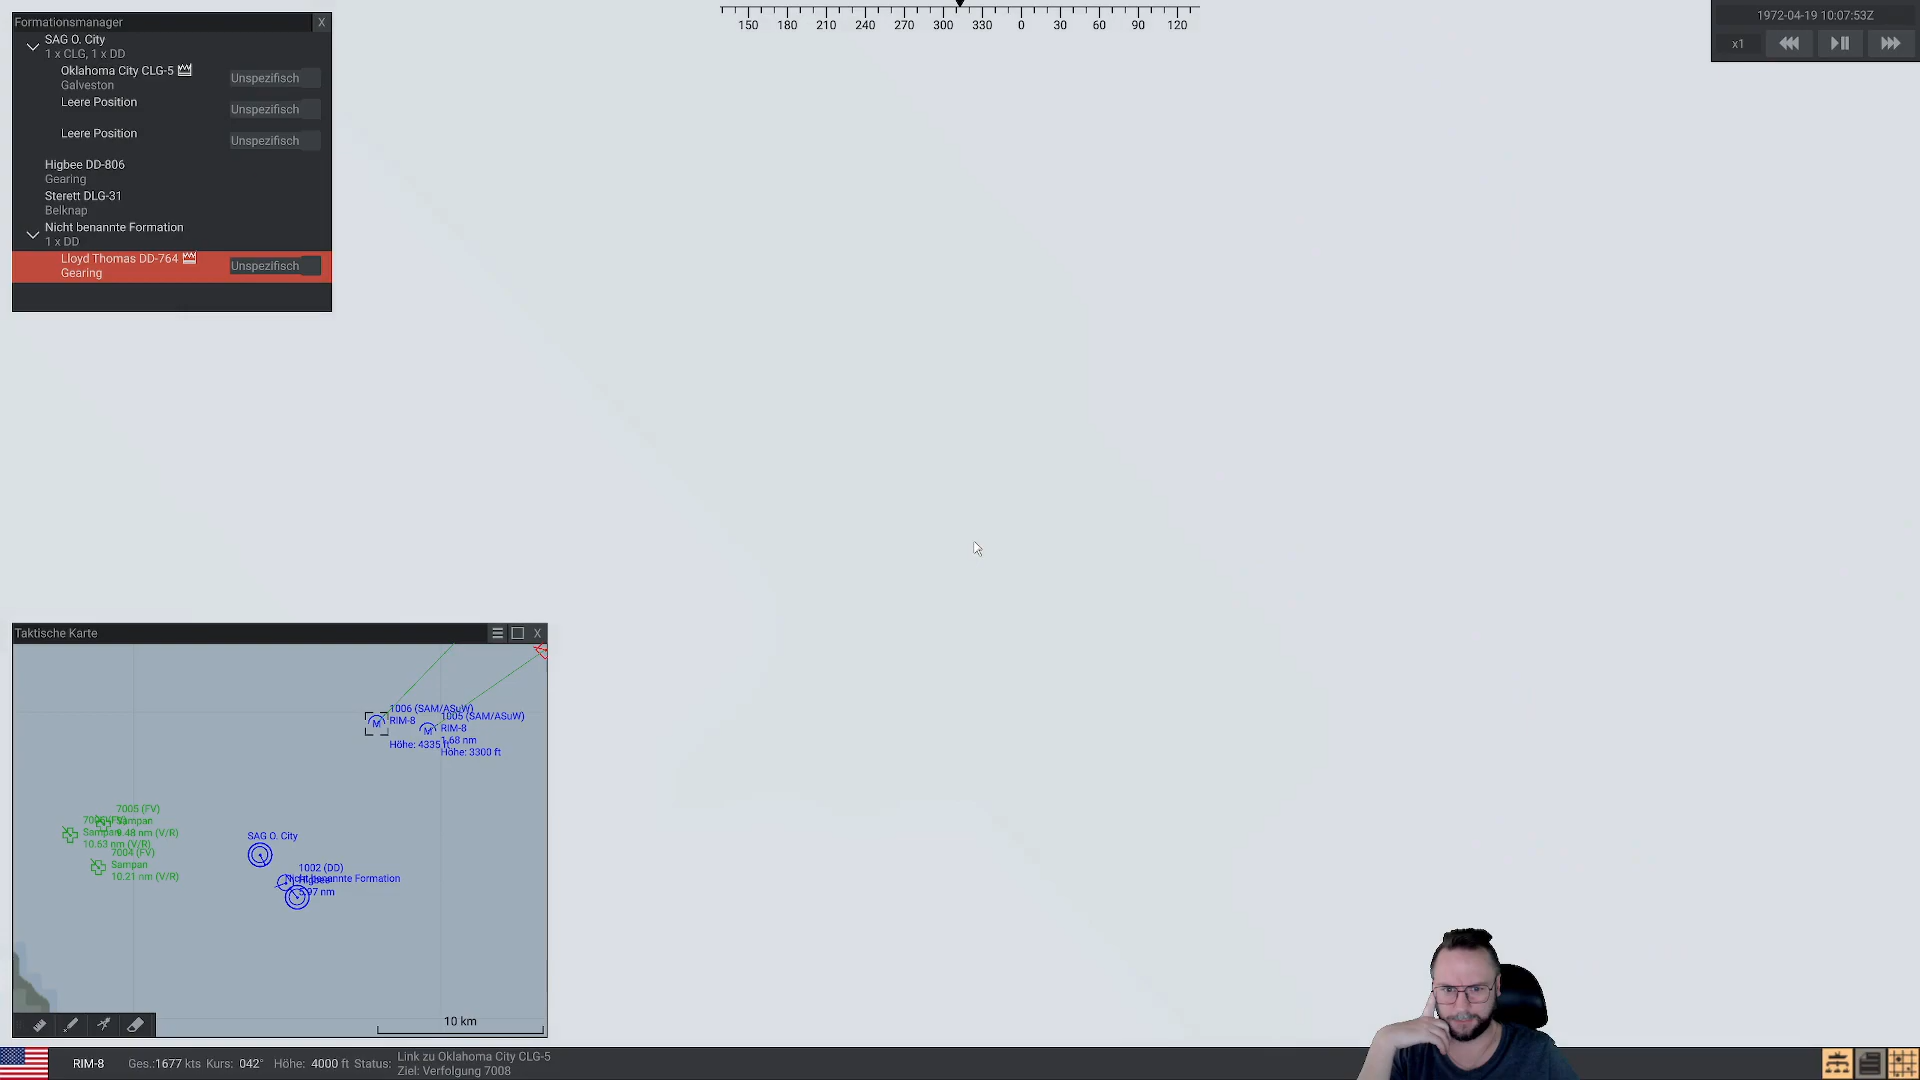 Formationsmanager X
SAG O. City
1 x CLG, 1 x DD
Oklahoma City CLG-5
Galveston
Unspezifisch
Leere Position
Unspezifisch
Leere Position
Unspezifisch
Higbee DD-806
Gearing
Sterett DLG-31
Belknap
Nicht benannte Formation
1 x DD
Lloyd Thomas DD-764
Gearing
Unspezifisch
150 180 210 240 270 300 330 0 30 60 90 120
1972-04-19 10:07:53Z
x1
Taktische Karte X
1006 (SAM/ASuW)
RIM-8
Höhe: 4335 ft
1005 (SAM/ASuW)
RIM-8
Höhe: 3300 ft
7005 (FV)
Sampan
9.48 nm (V/R)
Sampan
10.63 nm (V/R)
7004 (FV)
Sampan
10.21 nm (V/R)
SAG O. City
1002 (DD)
Nicht benannte Formation
10 km
RIM-8 Ges.:1677 kts Kurs: 042° Höhe: 4000 ft Status:
Link zu Oklahoma City CLG-5
Ziel: Verfolgung 7008